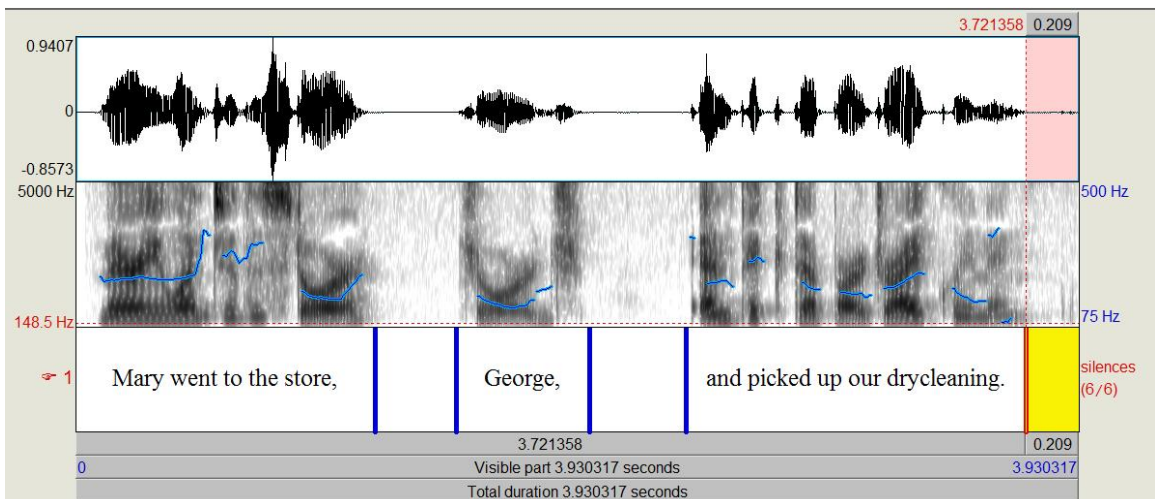 3.721358 0.209
0.9407
0
-0.8573
5000 Hz 500 Hz
148.5 Hz 75 Hz
☞ 1 Mary went to the store, George, and picked up our drycleaning. silences
(6/6)
3.721358 0.209
0 Visible part 3.930317 seconds 3.930317
Total duration 3.930317 seconds